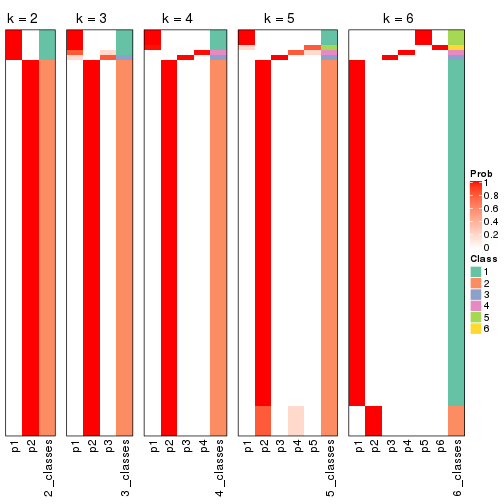 k = 2
k = 3
k = 4
k = 5
k = 6
Prob
1
0.8
0.6
0.4
0.2
0
Class
1
2
3
4
5
6
p1
p2
2_classes
p1
p2
p3
3_classes
p1
p2
p3
p4
4_classes
p1
p2
p3
p4
p5
5_classes
p1
p2
p3
p4
p5
p6
6_classes